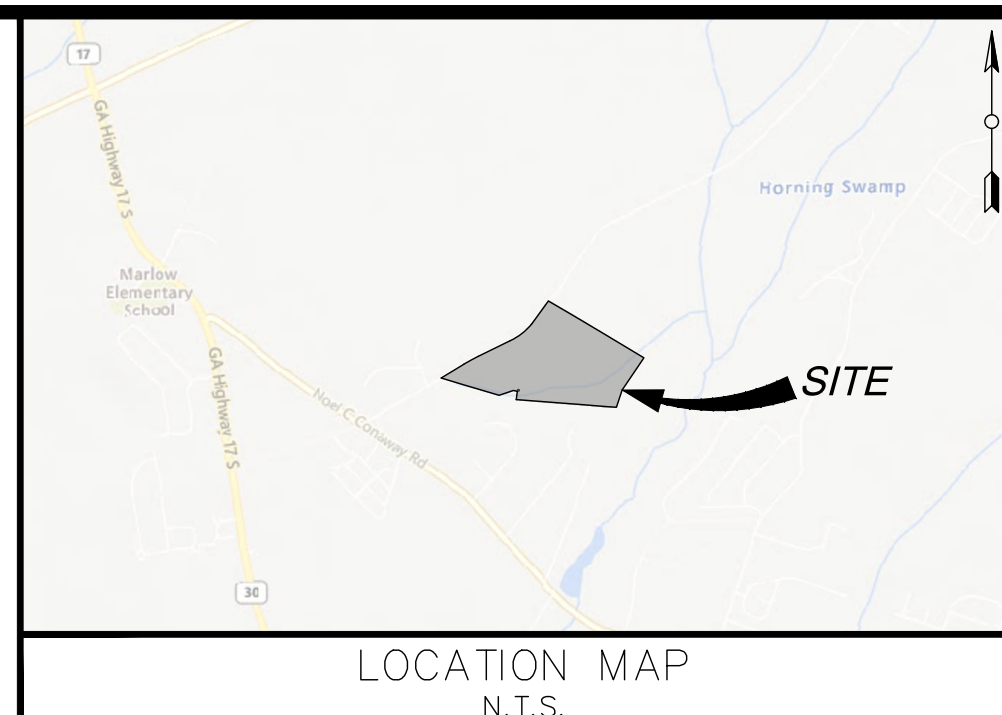 17
GA Highway 17 S
Horning Swamp
Marlow
Elementary
School
SITE
GA Highway 17 S
Noel C Conaway Rd
30
LOCATION MAP
N.T.S.